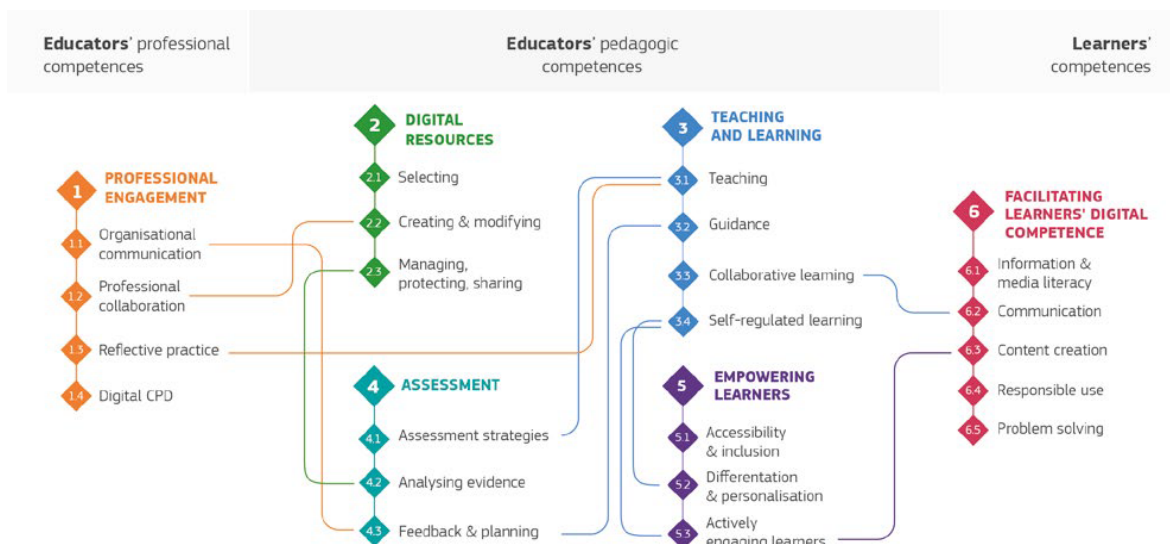 Educators' professional
competences
Educators' pedagogic
competences
Learners'
competences
1
PROFESSIONAL
ENGAGEMENT
1.1
Organisational
communication
1.2
Professional
collaboration
1.3
Reflective practice
1.4
Digital CPD
2
DIGITAL
RESOURCES
2.1
Selecting
2.2
Creating & modifying
2.3
Managing,
protecting, sharing
3
TEACHING
AND LEARNING
3.1
Teaching
3.2
Guidance
3.3
Collaborative learning
3.4
Self-regulated learning
4
ASSESSMENT
4.1
Assessment strategies
4.2
Analysing evidence
4.3
Feedback & planning
5
EMPOWERING
LEARNERS
5.1
Accessibility
& inclusion
5.2
Differentation
& personalisation
5.3
Actively
engaging learners
6
FACILITATING
LEARNERS' DIGITAL
COMPETENCE
6.1
Information &
media literacy
6.2
Communication
6.3
Content creation
6.4
Responsible use
6.5
Problem solving